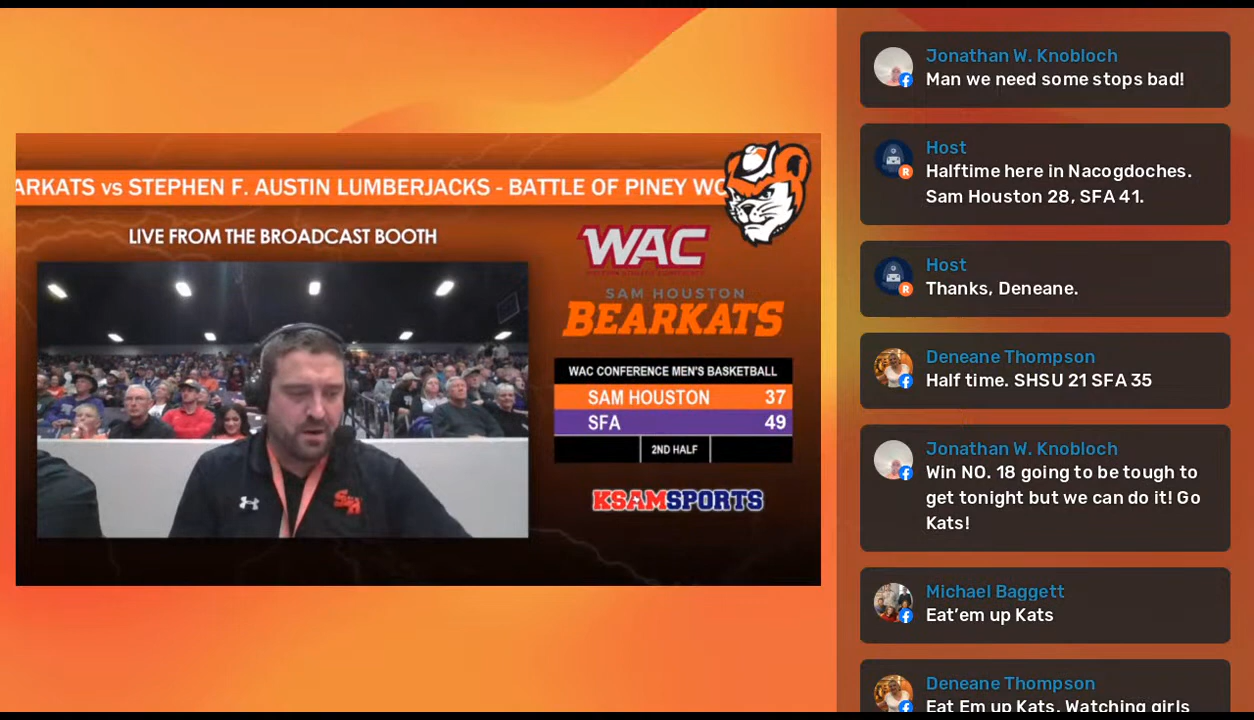 ARKATS vs STEPHEN F. AUSTIN LUMBERJACKS - BATTLE OF PINEY WO
LIVE FROM THE BROADCAST BOOTH
WAC
SAM HOUSTON
BEARKATS
WAC CONFERENCE MEN'S BASKETBALL
SAM HOUSTON 37
SFA 49
2ND HALF
KSAMSPORTS
SH
Jonathan W. Knobloch
Man we need some stops bad!
Host
Halftime here in Nacogdoches.
Sam Houston 28, SFA 41.
Host
Thanks, Deneane.
Deneane Thompson
Half time. SHSU 21 SFA 35
Jonathan W. Knobloch
Win NO. 18 going to be tough to
get tonight but we can do it! Go
Kats!
Michael Baggett
Eat’em up Kats
Deneane Thompson
Eat Em up Kats. Watching girls